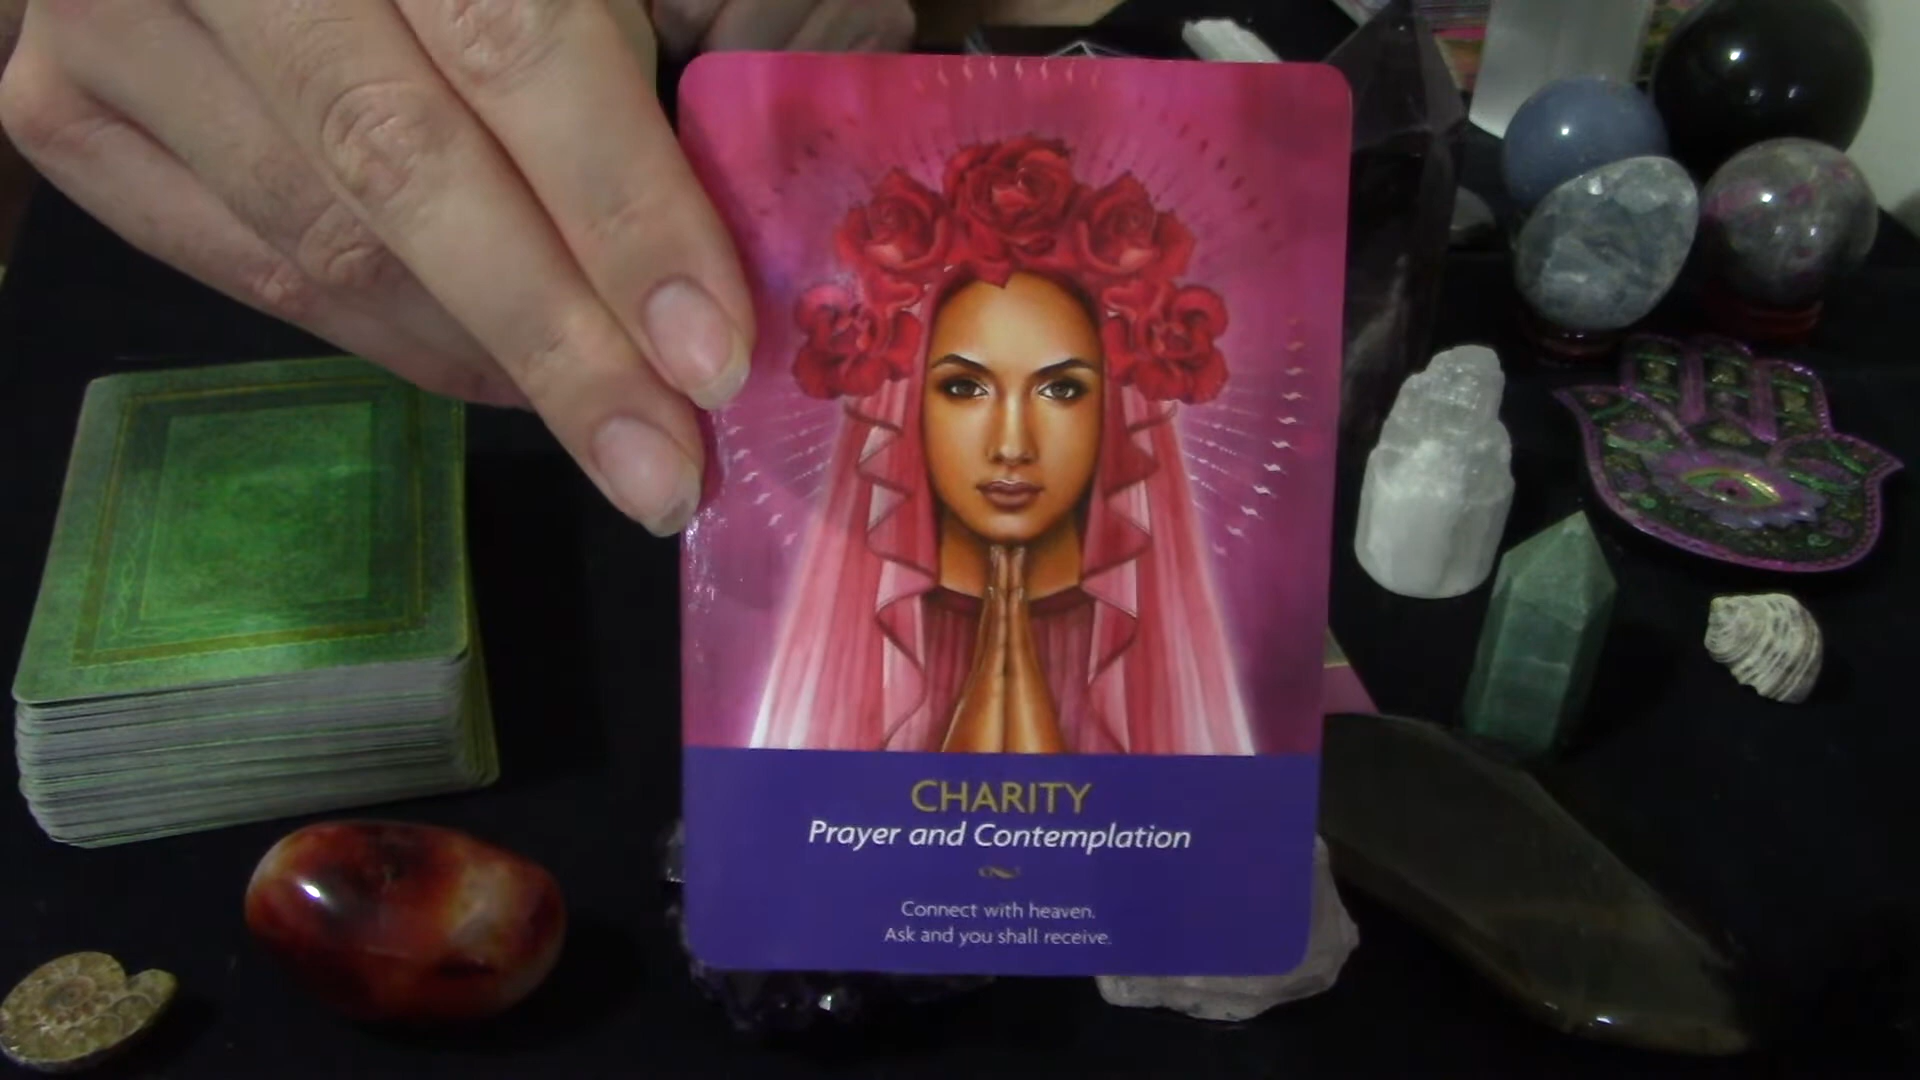 CHARITY
Prayer and Contemplation
Connect with heaven.
Ask and you shall receive.